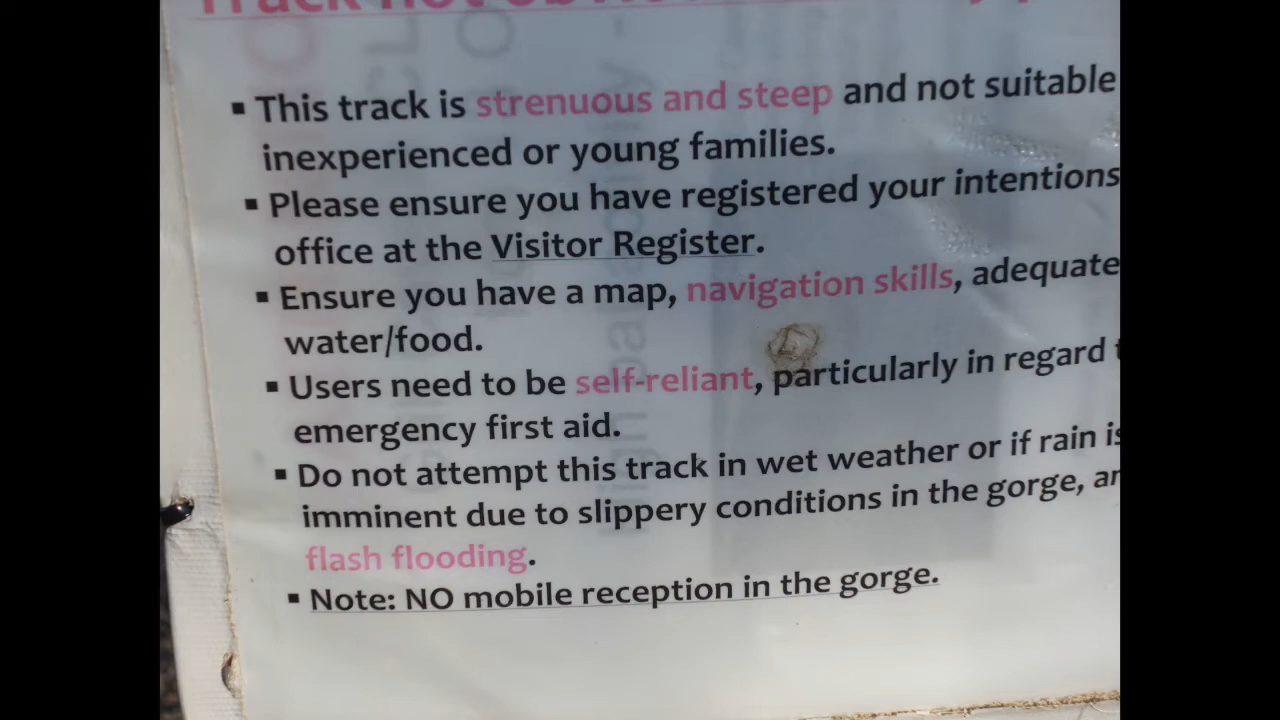 Track not obvious
▪ This track is strenuous and steep and not suitable
inexperienced or young families.
▪ Please ensure you have registered your intentions
office at the Visitor Register.
▪ Ensure you have a map, navigation skills, adequate
water/food.
▪ Users need to be self-reliant, particularly in regard
emergency first aid.
▪ Do not attempt this track in wet weather or if rain is
imminent due to slippery conditions in the gorge,
flash flooding.
▪ Note: NO mobile reception in the gorge.